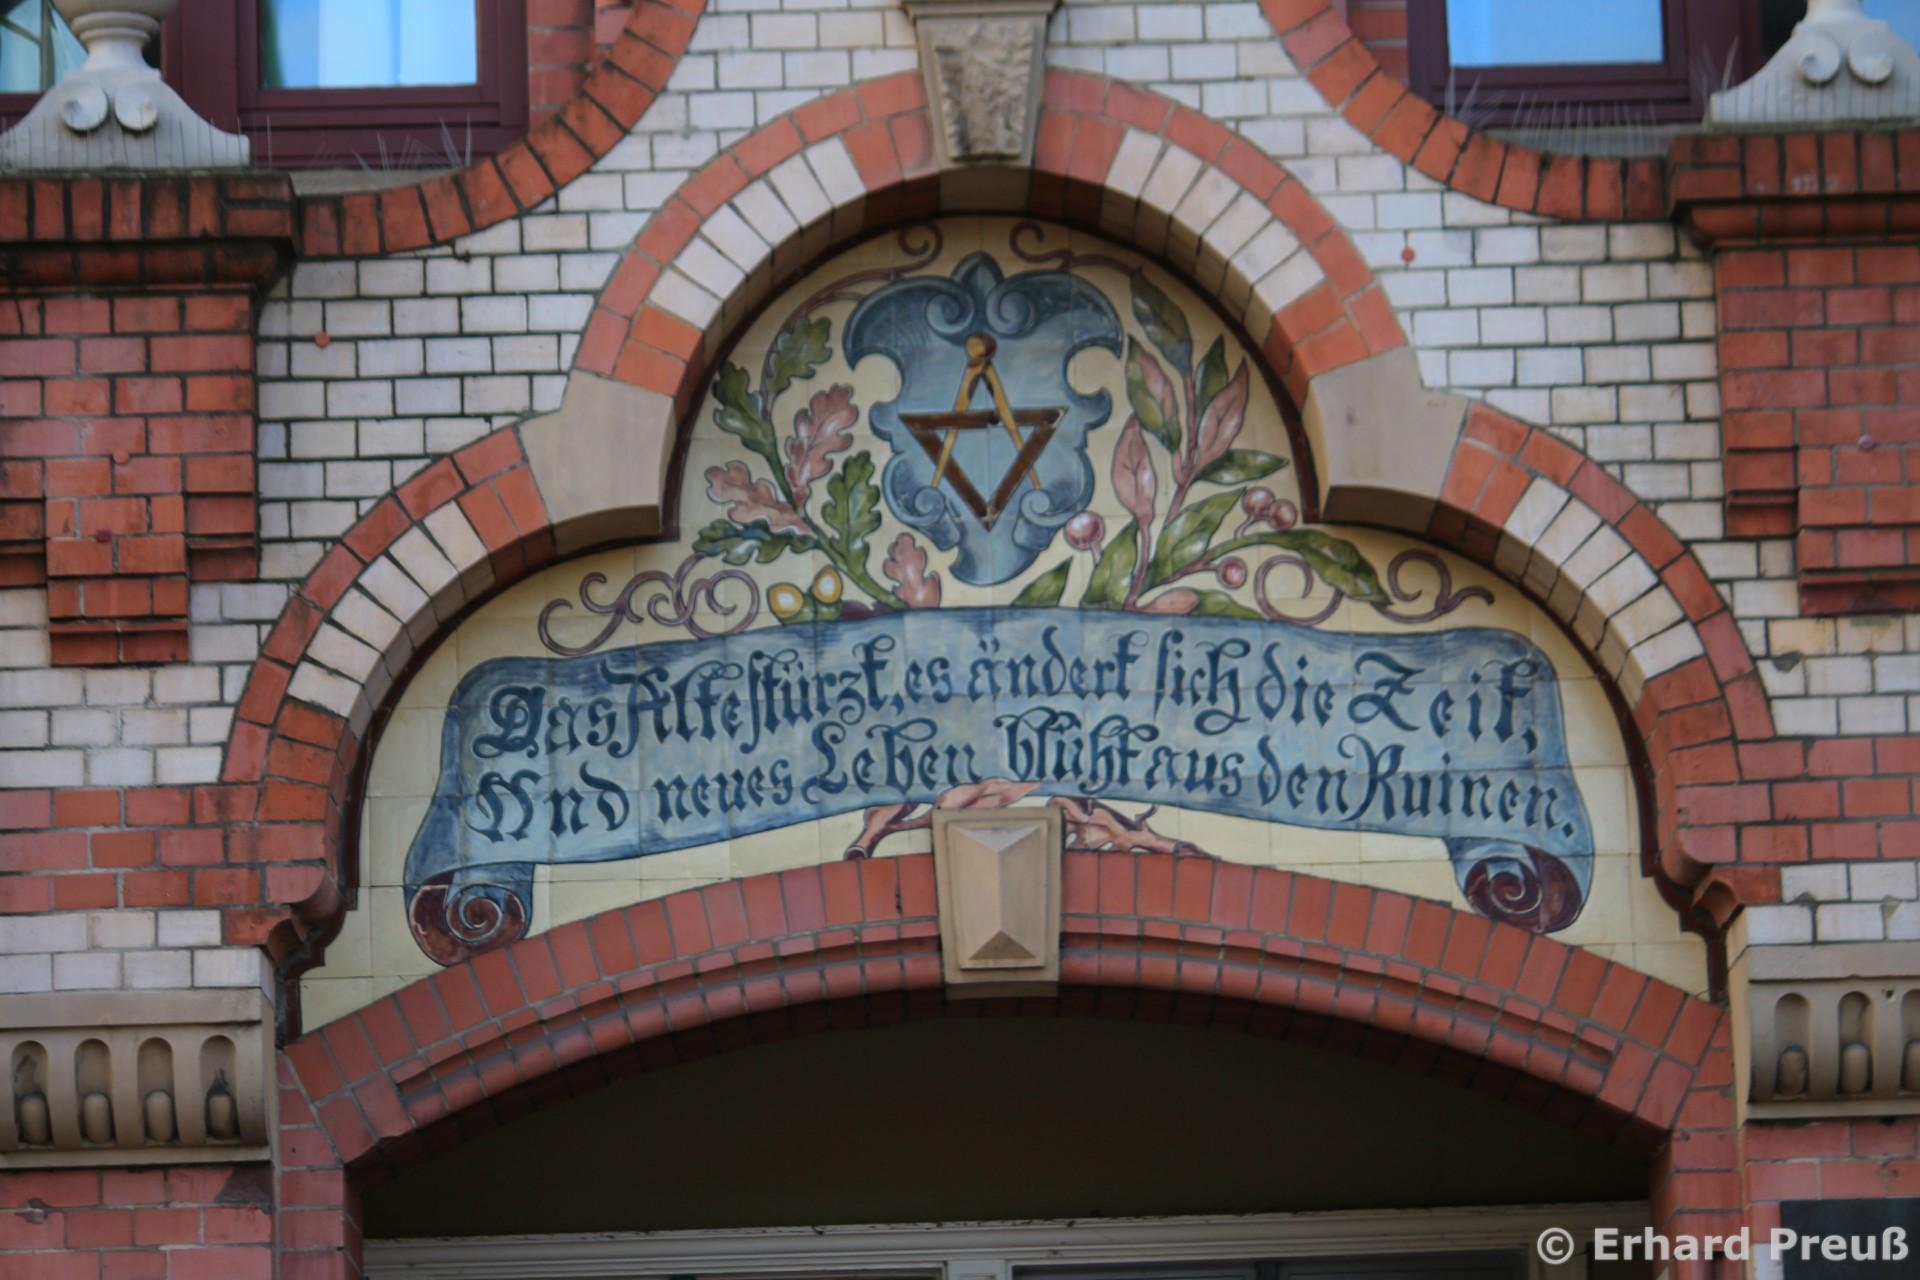 Das Alte stürzt, es ändert sich die Zeit,
Und neues Leben blüht aus den Ruinen.
© Erhard Preuß